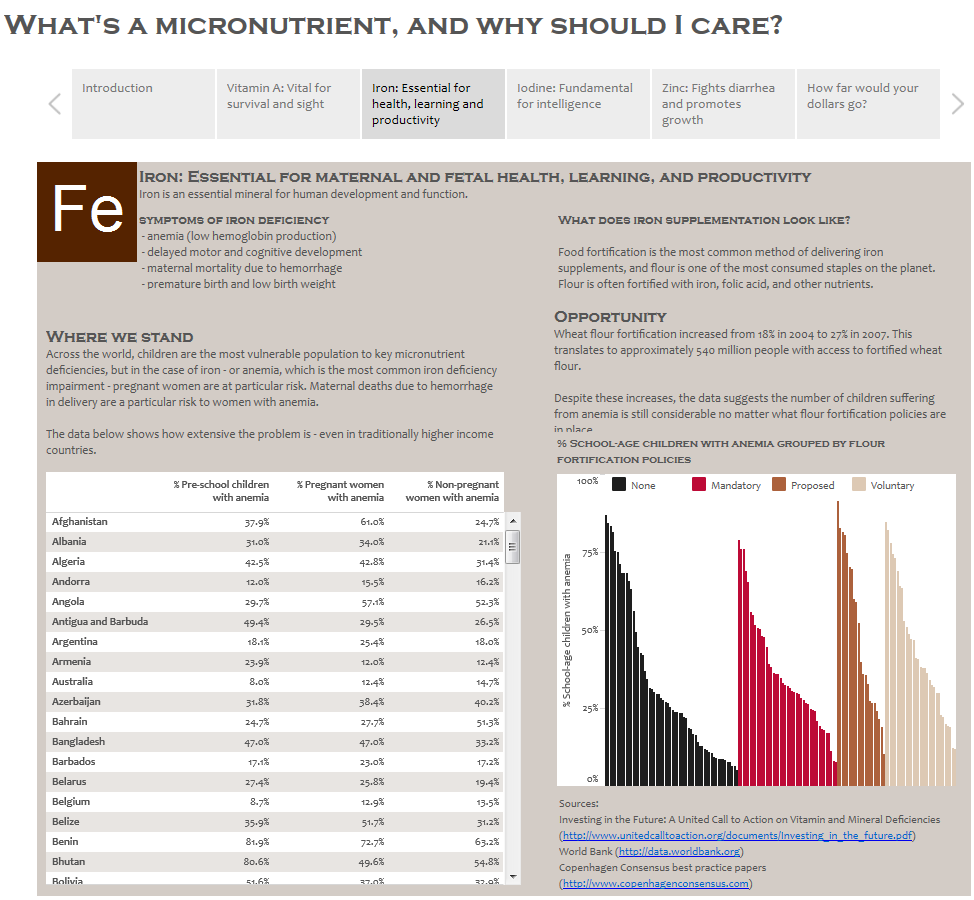 What's a micronutrient, and why should I care?
Introduction
Vitamin A: Vital for
survival and sight
Iron: Essential for
health, learning and
productivity
Iodine: Fundamental
for intelligence
Zinc: Fights diarrhea
and promotes
growth
How far would your
dollars go?
Fe
Iron: Essential for maternal and fetal health, learning, and productivity
Iron is an essential mineral for human development and function.
symptoms of iron deficiency
- anemia (low hemoglobin production)
- delayed motor and cognitive development
- maternal mortality due to hemorrhage
- premature birth and low birth weight
What does iron supplementation look like?
Food fortification is the most common method of delivering iron
supplements, and flour is one of the most consumed staples on the planet.
Flour is often fortified with iron, folic acid, and other nutrients.
Where we stand
Across the world, children are the most vulnerable population to key micronutrient
deficiencies, but in the case of iron - or anemia, which is the most common iron deficiency
impairment - pregnant women are at particular risk. Maternal deaths due to hemorrhage
in delivery are a particular risk to women with anemia.
The data below shows how extensive the problem is - even in traditionally higher income
countries.
Opportunity
Wheat flour fortification increased from 18% in 2004 to 27% in 2007. This
translates to approximately 540 million people with access to fortified wheat
flour.
Despite these increases, the data suggests the number of children suffering
from anemia is still considerable no matter what flour fortification policies are
in place
% Pre-school children
with anemia
% Pregnant women
with anemia
% Non-pregnant
women with anemia
Afghanistan 37.9% 61.0% 24.7%
Albania 31.0% 34.0% 21.1%
Algeria 42.5% 42.8% 31.4%
Andorra 12.0% 15.5% 16.2%
Angola 29.7% 57.1% 52.3%
Antigua and Barbuda 49.4% 29.5% 26.5%
Argentina 18.1% 25.4% 18.0%
Armenia 23.9% 12.0% 12.4%
Australia 8.0% 12.4% 14.7%
Azerbaijan 31.8% 38.4% 40.2%
Bahrain 24.7% 27.7% 51.3%
Bangladesh 47.0% 47.0% 33.2%
Barbados 17.1% 23.0% 17.2%
Belarus 27.4% 25.8% 19.4%
Belgium 8.7% 12.9% 13.5%
Belize 35.9% 51.7% 31.2%
Benin 81.9% 72.7% 63.2%
Bhutan 80.6% 49.6% 54.8%
Bolivia 51.6% 37.0% 32.9%
% School-age children with anemia grouped by flour
fortification policies
None Mandatory Proposed Voluntary
% School-age children with anemia
100%
75%
50%
25%
0%
Sources:
Investing in the Future: A United Call to Action on Vitamin and Mineral Deficiencies
(http://www.unitedcalltoaction.org/documents/Investing_in_the_future.pdf)
World Bank (http://data.worldbank.org)
Copenhagen Consensus best practice papers
(http://www.copenhagenconsensus.com)